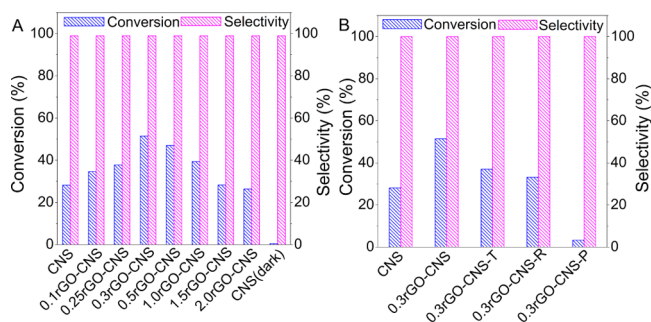 A
Conversion
Selectivity
Conversion (%)
100
80
60
40
20
0
Selectivity (%)
100
80
60
40
20
0
CNS
0.1rGO-CNS
0.25rGO-CNS
0.3rGO-CNS
0.5rGO-CNS
1.0rGO-CNS
1.5rGO-CNS
2.0rGO-CNS
CNS(dark)
B
Conversion
Selectivity
Conversion (%)
100
80
60
40
20
0
Selectivity (%)
100
80
60
40
20
0
CNS
0.3rGO-CNS
0.3rGO-CNS-T
0.3rGO-CNS-R
0.3rGO-CNS-P